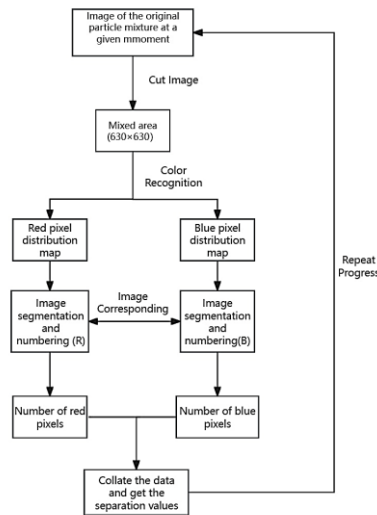 Image of the original
particle mixture at a
given mmoment
Cut Image
Mixed area
(630×630)
Color
Recognition
Red pixel
distribution
map
Blue pixel
distribution
map
Repeat
Progress
Image
segmentation
and
numbering (R)
Image
Corresponding
Image
segmentation
and
numbering(B)
Number of red
pixels
Number of blue
pixels
Collate the data
and get the
separation values